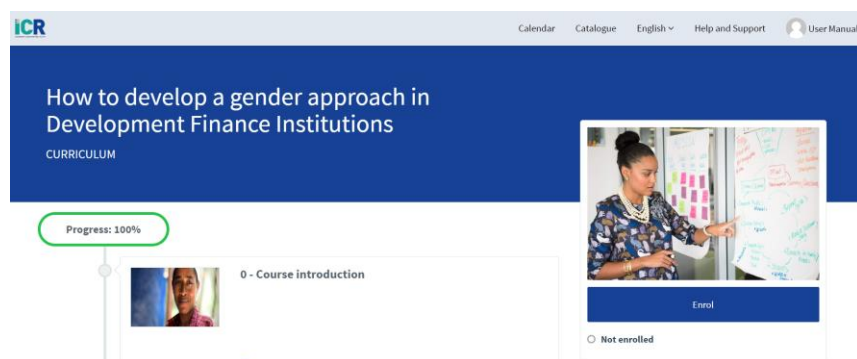 iCR
Calendar Catalogue English Help and Support User Manual
How to develop a gender approach in
Development Finance Institutions
CURRICULUM
Progress: 100%
0 - Course introduction
Enrol
Not enrolled